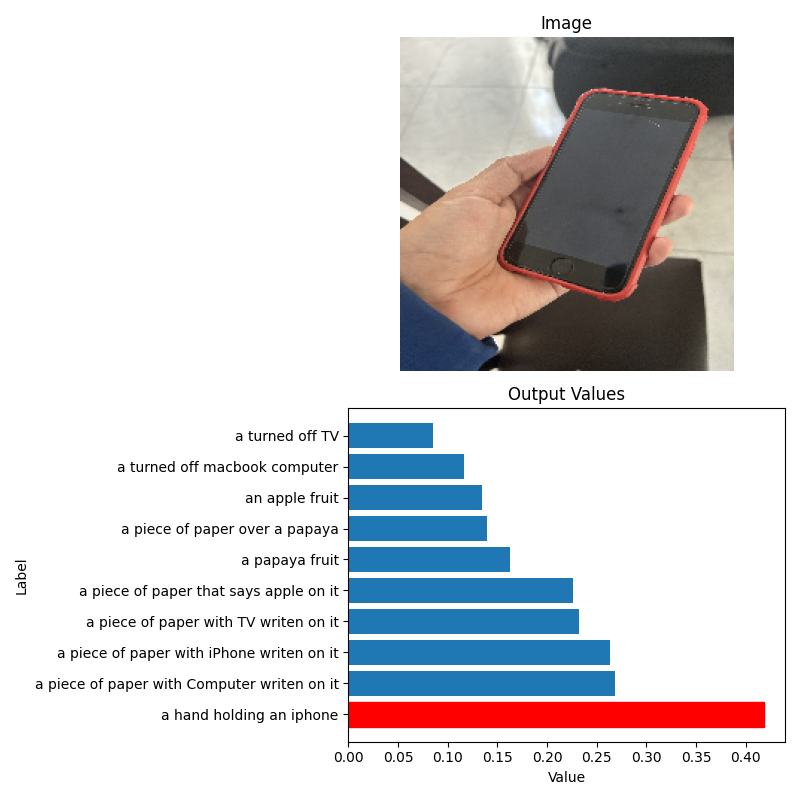 Image
Output Values
a turned off TV
a turned off macbook computer
an apple fruit
a piece of paper over a papaya
a papaya fruit
a piece of paper that says apple on it
a piece of paper with TV writen on it
a piece of paper with iPhone writen on it
a piece of paper with Computer writen on it
a hand holding an iphone
Label
0.00 0.05 0.10 0.15 0.20 0.25 0.30 0.35 0.40
Value